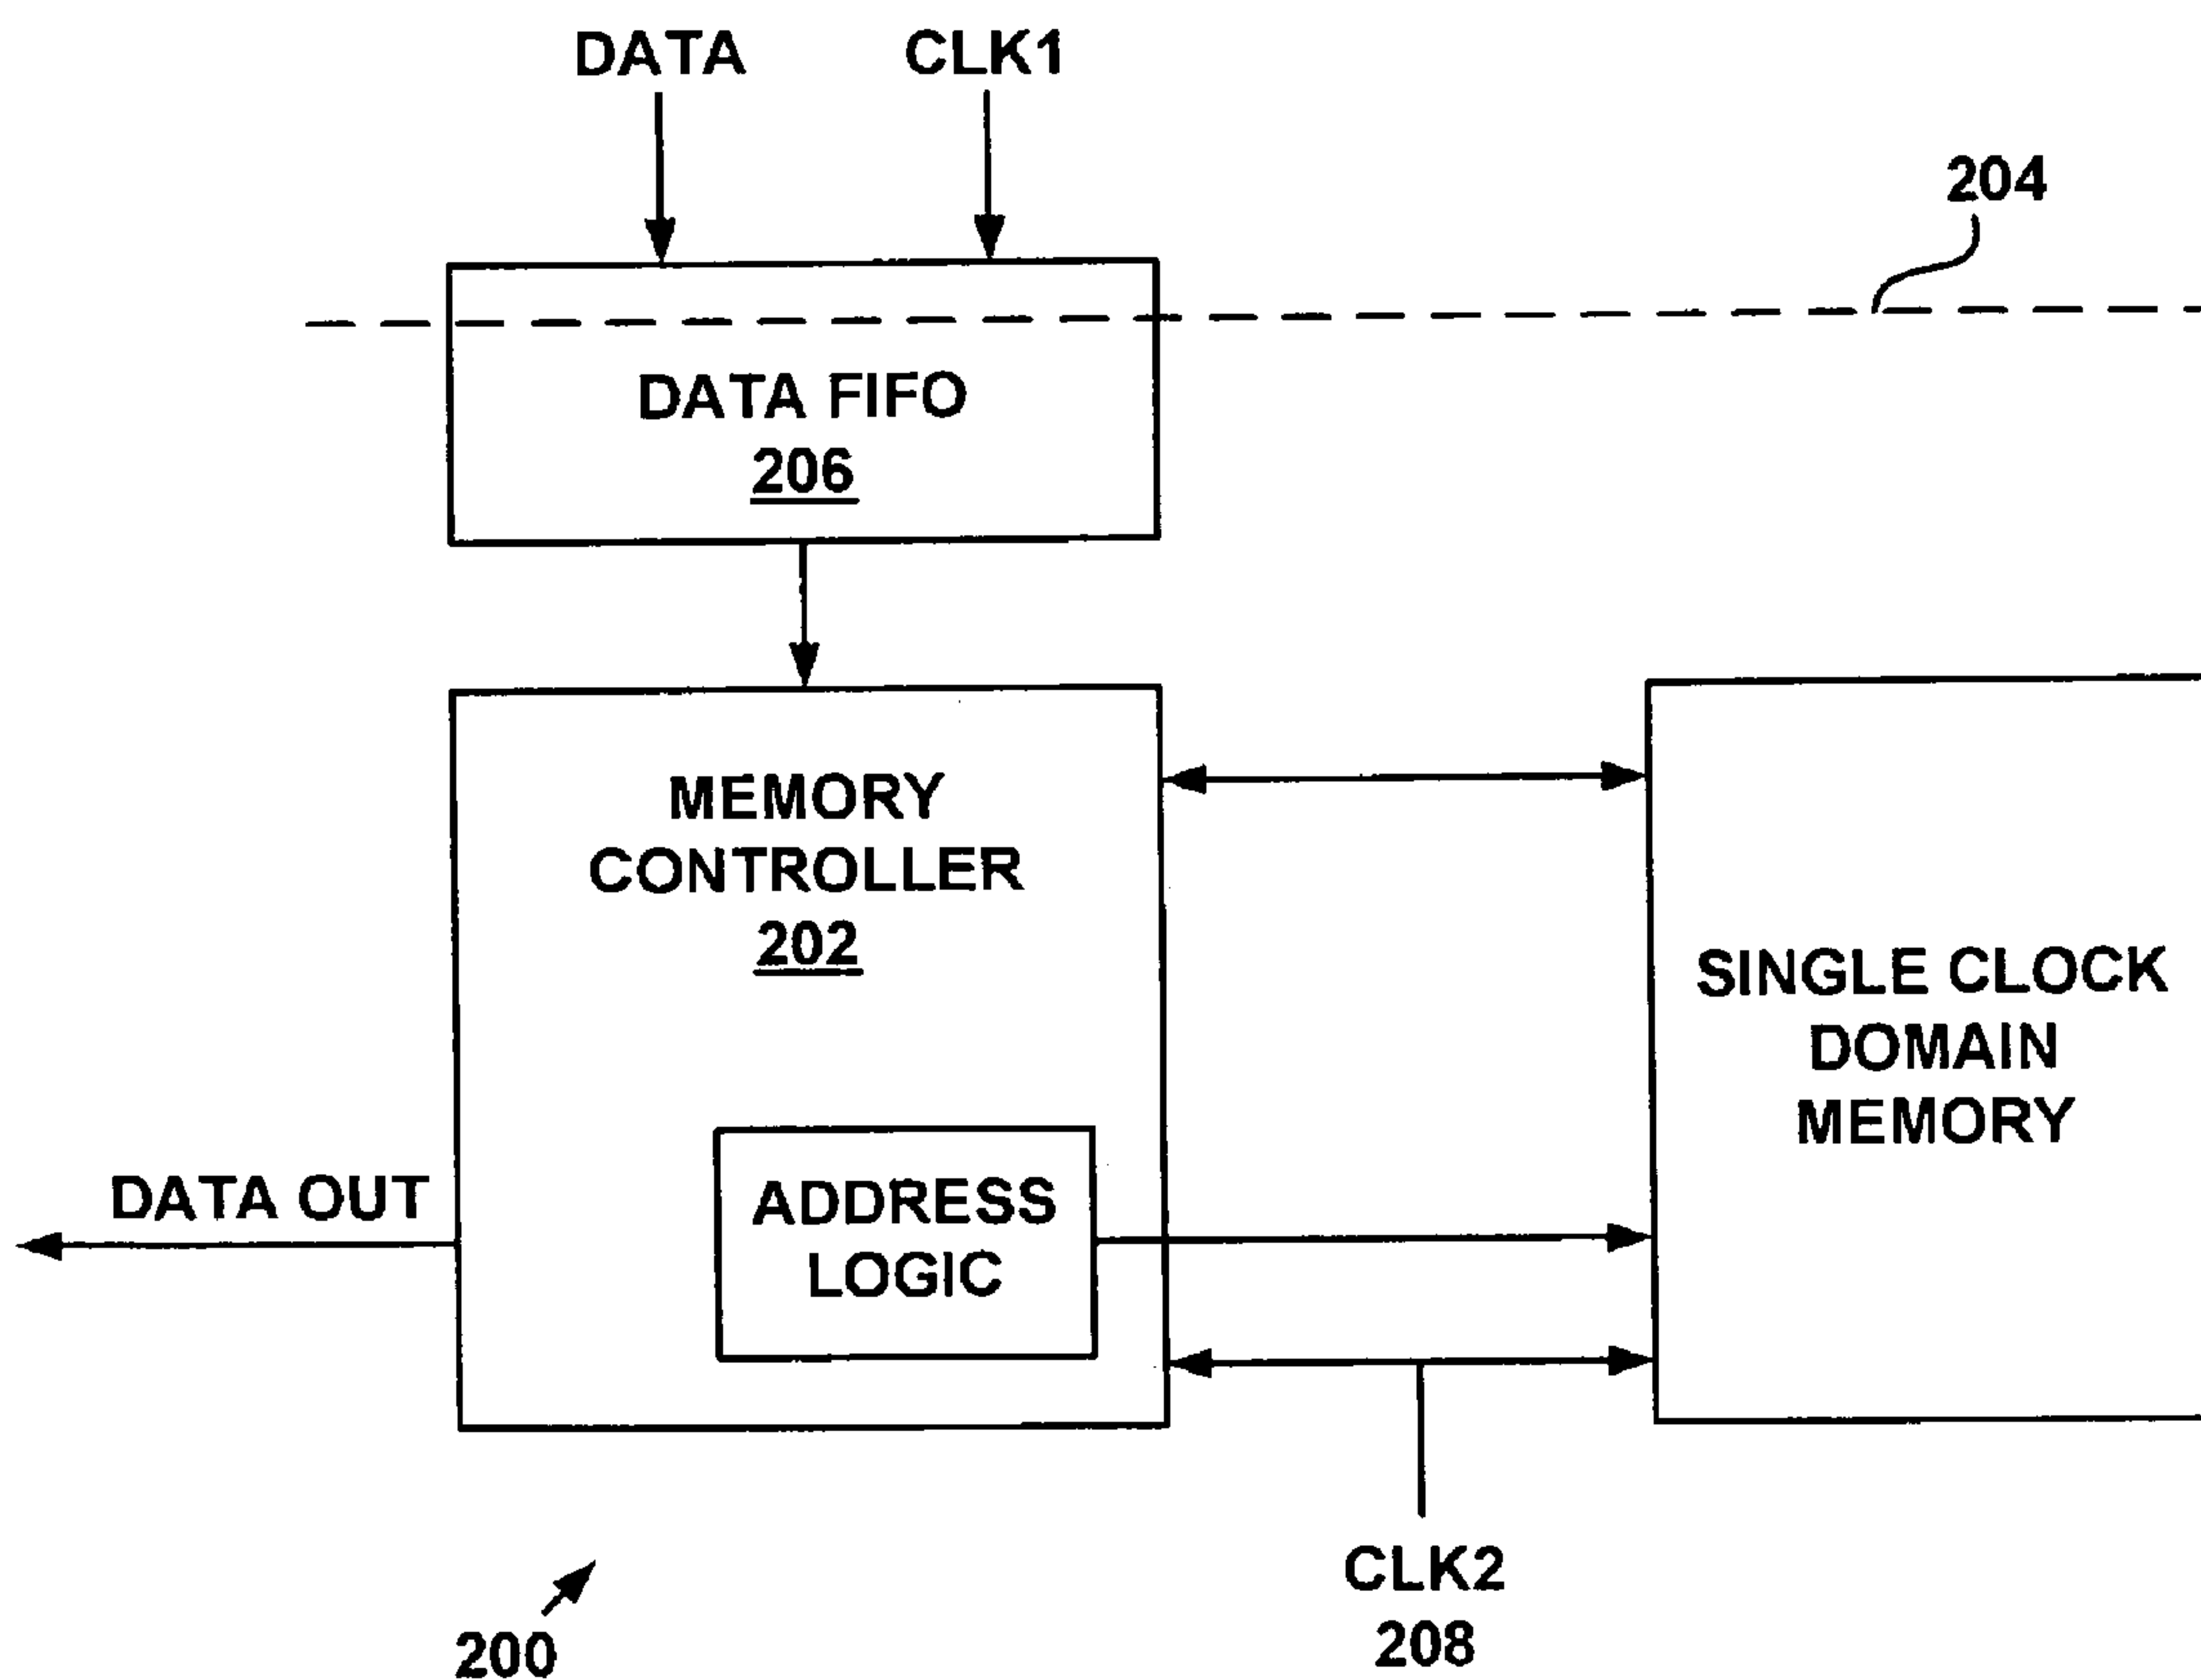 DATA
CLK1
204
DATA FIFO
206
MEMORY
CONTROLLER
202
SINGLE CLOCK
DOMAIN
MEMORY
DATA OUT
ADDRESS
LOGIC
CLK2
208
200